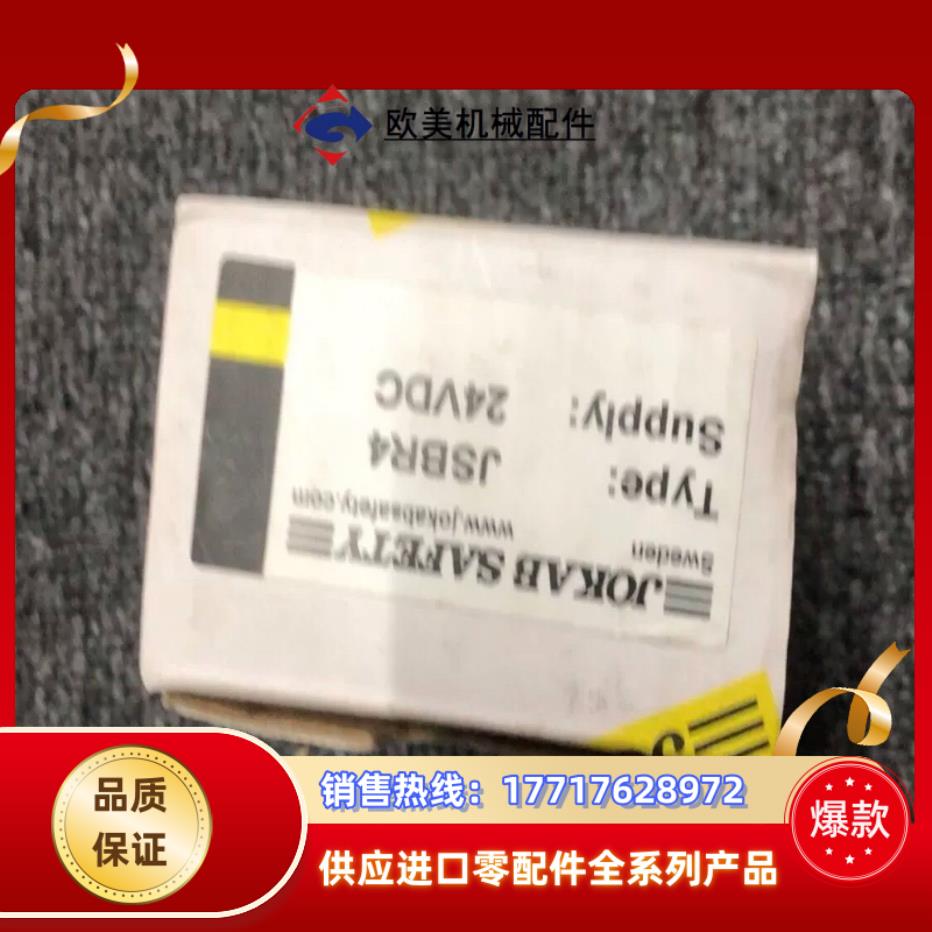 欧美机械配件
JOKAB SAFETY
Sweden www.jokabsafety.com
Type: JSBR4
Supply: 24VDC
品质
保证
销售热线：17717628972
供应进口零配件全系列产品
爆款